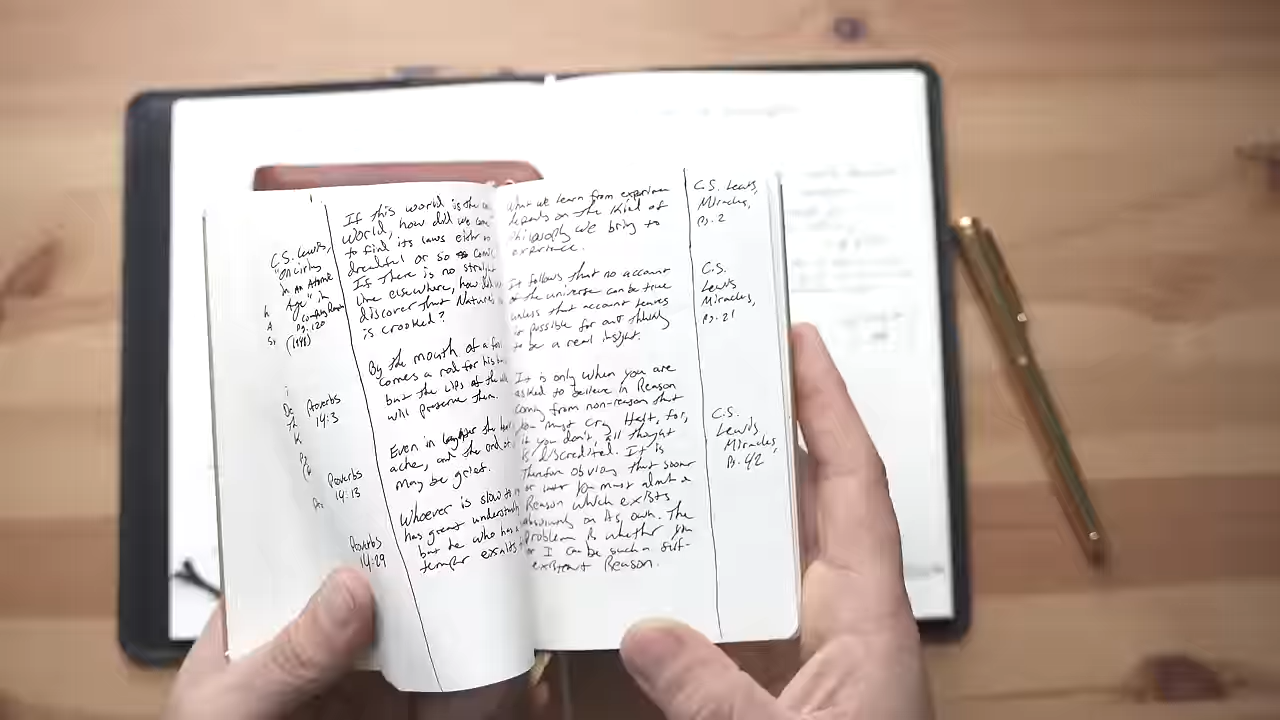 C.S. Lewis,
"On Living
in an Atomic
Age" in
Pg. 120
(1948)
If this world is the
world, how did we
to find its laws either
dreadful or so
If there is no
line elsewhere, how
discover that Nature's
is crooked?
Proverbs
14:3
By the mouth of a
comes a rod for his
but the lips of the
will preserve them.
Proverbs
14:13
Even in laughter the
ache, and the end of
may be grief.
Proverbs
14:29
Whoever is slow to
has great
but he who has a
temper exalts
What we learn from
depends on the kind of
philosophy we bring to
experience.
C.S. Lewis,
Miracles,
Pg. 2
It follows that no account
of the universe can be true
unless that account leaves
it possible for our thinking
to be a real insight.
C.S.
Lewis
Miracles,
Pg. 21
It is only when you are
asked to believe in Reason
coming from non-reason that
you must cry Halt, for,
if you don't, all thought
is discredited. It is
therefore obvious that sooner
or you must admit a
Reason which exists
absolutely on its own. The
problem is whether you
or I can be such a self-
existent Reason.
C.S.
Lewis
Miracles,
Pg. 42